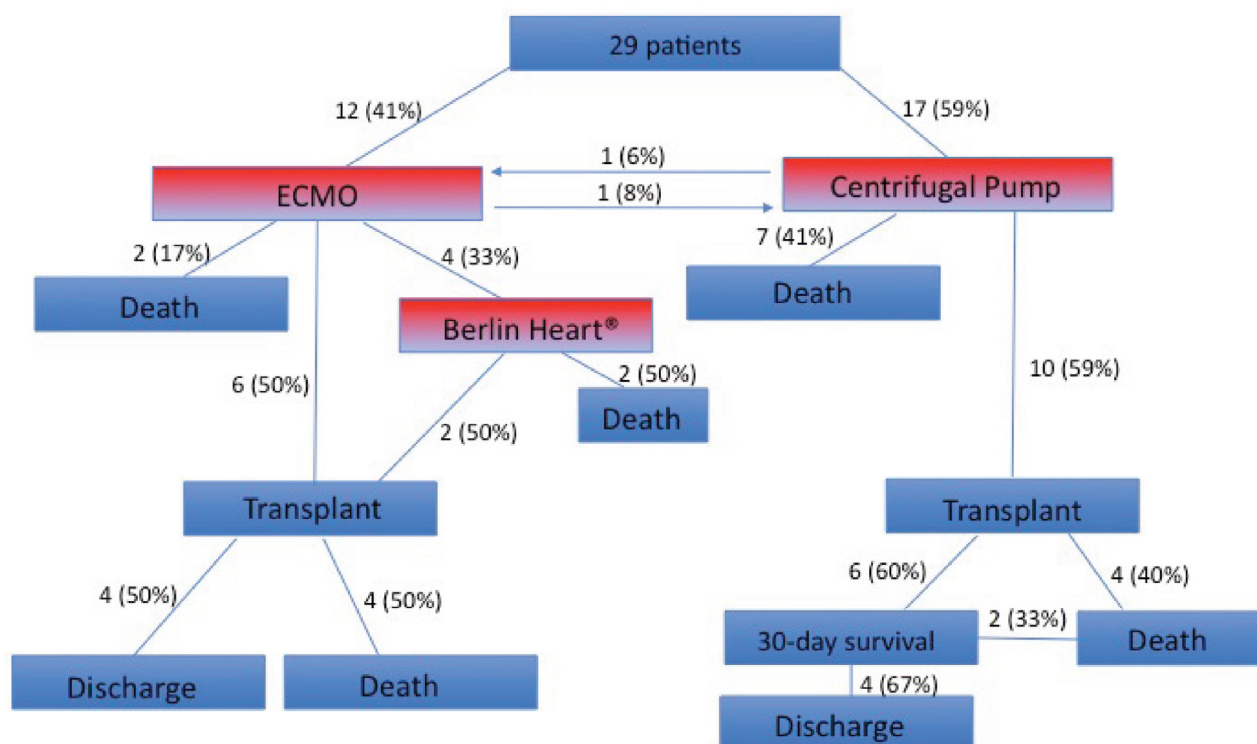 29 patients
12 (41%)
17 (59%)
1 (6%)
ECMO
Centrifugal Pump
1 (8%)
2 (17%)
4 (33%)
7 (41%)
Death
Death
Berlin Heart®
6 (50%)
2 (50%)
10 (59%)
Death
2 (50%)
Transplant
Transplant
4 (50%)
4 (50%)
6 (60%)
4 (40%)
2 (33%)
30-day survival
Death
Discharge
Death
4 (67%)
Discharge